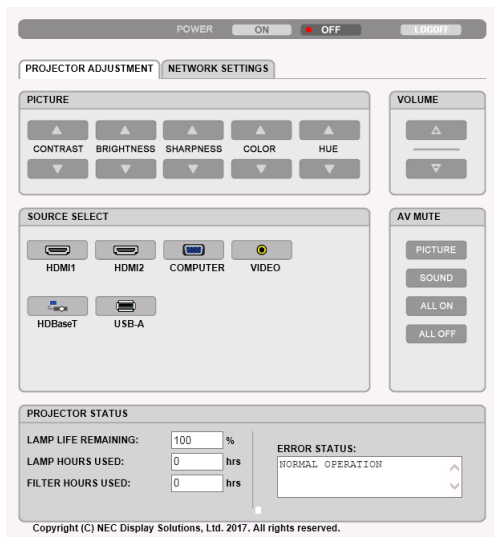 POWER ON OFF LOGOFF
PROJECTOR ADJUSTMENT NETWORK SETTINGS
PICTURE
CONTRAST BRIGHTNESS SHARPNESS COLOR HUE
VOLUME
SOURCE SELECT
HDMI1 HDMI2 COMPUTER VIDEO
HDBaseT USB-A
AV MUTE
PICTURE
SOUND
ALL ON
ALL OFF
PROJECTOR STATUS
LAMP LIFE REMAINING: 100 %
LAMP HOURS USED: 0 hrs
FILTER HOURS USED: 0 hrs
ERROR STATUS:
NORMAL OPERATION
Copyright (C) NEC Display Solutions, Ltd. 2017. All rights reserved.